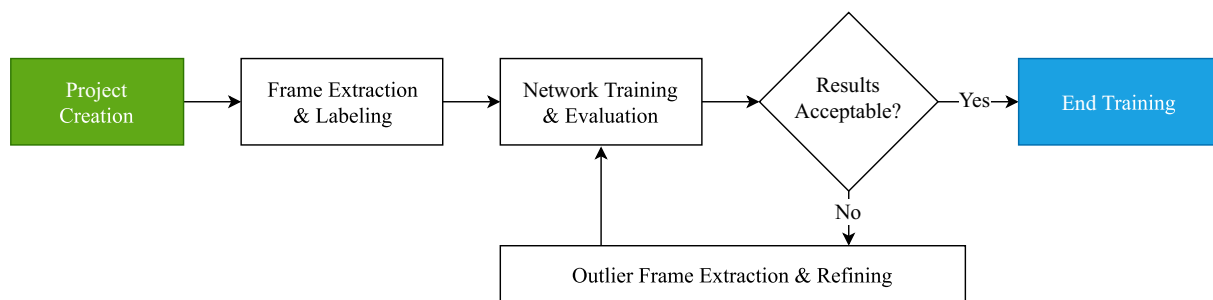 Project
Creation
Frame Extraction
& Labeling
Network Training
& Evaluation
Results
Acceptable?
Yes
End Training
No
Outlier Frame Extraction & Refining